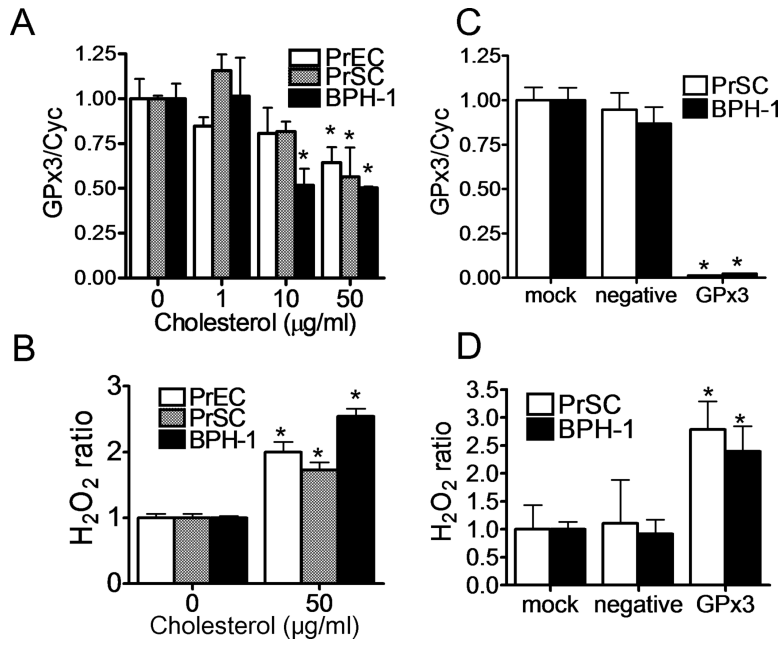 A
GPx3/Cyc
1.25
1.00
0.75
0.50
0.25
0.00
PrEC
PrSC
BPH-1
* * *
*
0 1 10 50
Cholesterol (µg/ml)
C
GPx3/Cyc
1.25
1.00
0.75
0.50
0.25
0.00
PrSC
BPH-1
* *
mock negative GPx3
B
H₂O₂ ratio
3
2
1
0
PrEC
PrSC
BPH-1
* * *
0 50
Cholesterol (µg/ml)
D
H₂O₂ ratio
3.5
3.0
2.5
2.0
1.5
1.0
0.5
0.0
PrSC
BPH-1
* *
mock negative GPx3